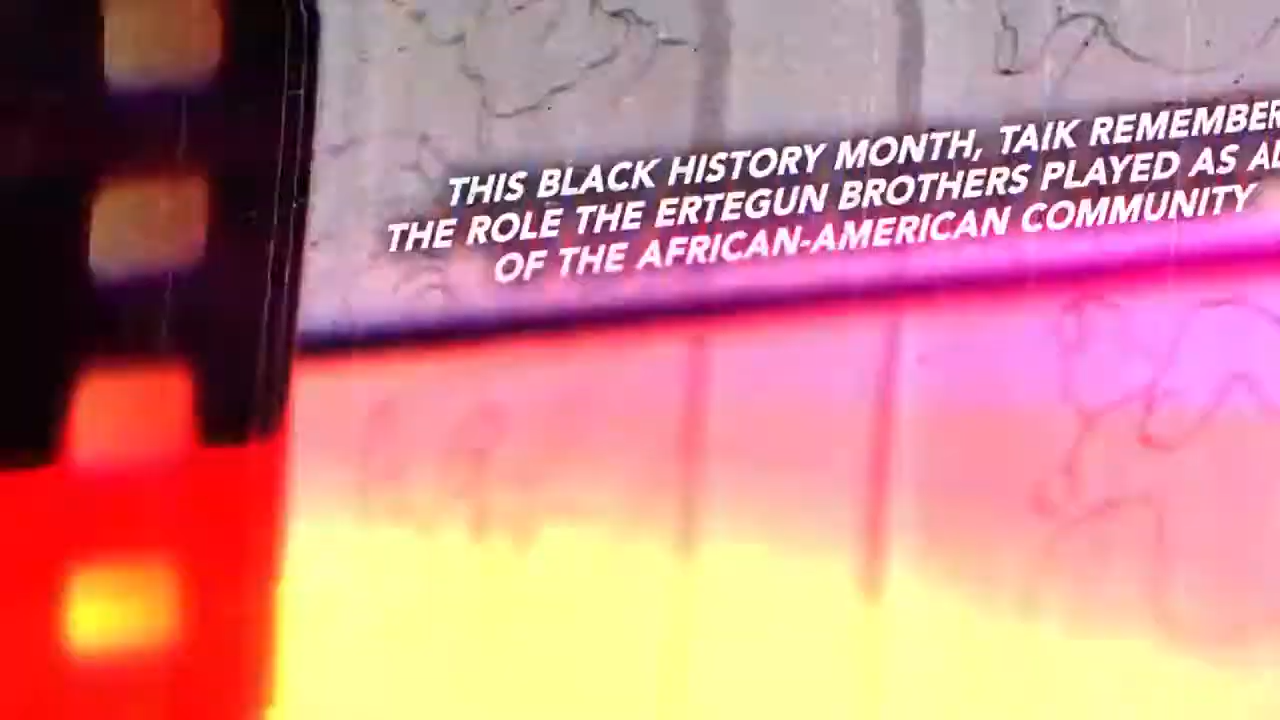 THIS BLACK HISTORY MONTH, TAIK REMEMBER
THE ROLE THE ERTEGUN BROTHERS PLAYED AS
OF THE AFRICAN-AMERICAN COMMUNITY